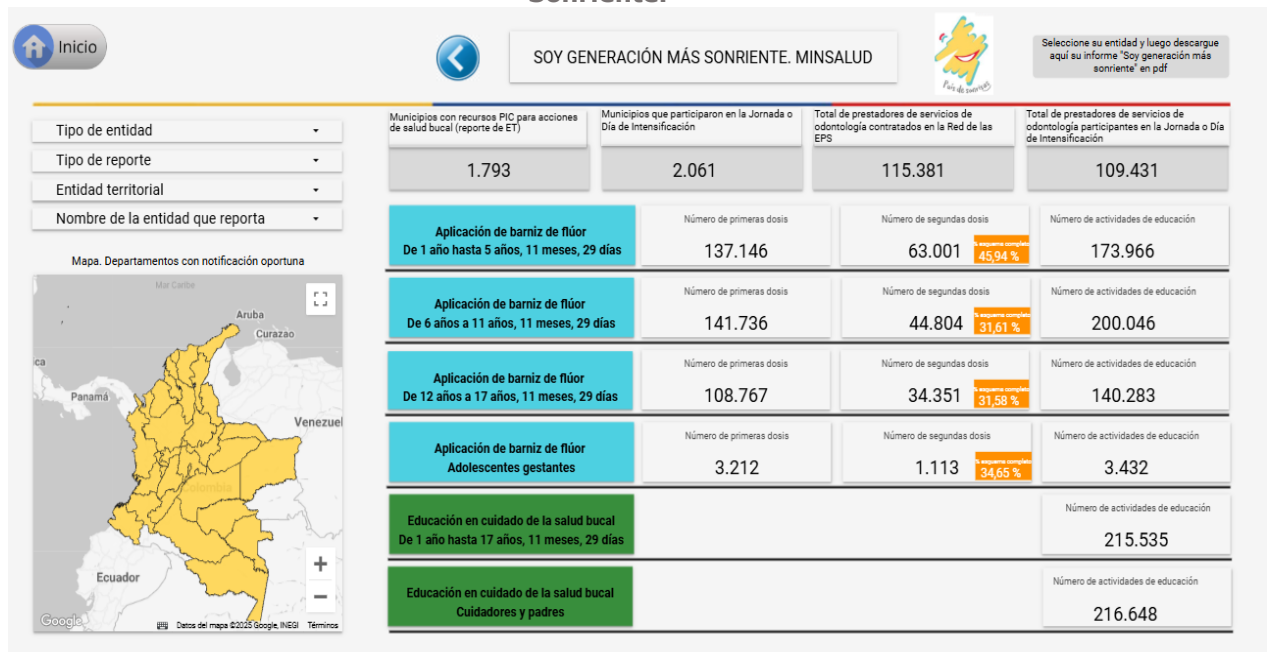 Sonriente.
Inicio
SOY GENERACIÓN MÁS SONRIENTE. MINSALUD
País de sonrisas
Seleccione su entidad y luego descargue
aquí su informe "Soy generación más
sonriente" en pdf
Tipo de entidad
Tipo de reporte
Entidad territorial
Nombre de la entidad que reporta
Mapa. Departamentos con notificación oportuna
Mar Caribe
Aruba
Curazao
ca
Panamá
Venezuel
Colombia
Ecuador
Google
Datos del mapa ©2025 Google, INEGI
Términos
Municipios con recursos PIC para acciones
de salud bucal (reporte de ET)
1.793
Municipios que participaron en la Jornada o
Día de Intensificación
2.061
Total de prestadores de servicios de
odontología contratados en la Red de las
EPS
115.381
Total de prestadores de servicios de
odontología participantes en la Jornada o Día
de Intensificación
109.431
Aplicación de barniz de flúor
De 1 año hasta 5 años, 11 meses, 29 días
Número de primeras dosis
137.146
Número de segundas dosis
63.001
% esquema completo
45,94 %
Número de actividades de educación
173.966
Aplicación de barniz de flúor
De 6 años a 11 años, 11 meses, 29 días
Número de primeras dosis
141.736
Número de segundas dosis
44.804
% esquema completo
31,61 %
Número de actividades de educación
200.046
Aplicación de barniz de flúor
De 12 años a 17 años, 11 meses, 29 días
Número de primeras dosis
108.767
Número de segundas dosis
34.351
% esquema completo
31,58 %
Número de actividades de educación
140.283
Aplicación de barniz de flúor
Adolescentes gestantes
Número de primeras dosis
3.212
Número de segundas dosis
1.113
% esquema completo
34,65 %
Número de actividades de educación
3.432
Educación en cuidado de la salud bucal
De 1 año hasta 17 años, 11 meses, 29 días
Número de actividades de educación
215.535
Educación en cuidado de la salud bucal
Cuidadores y padres
Número de actividades de educación
216.648